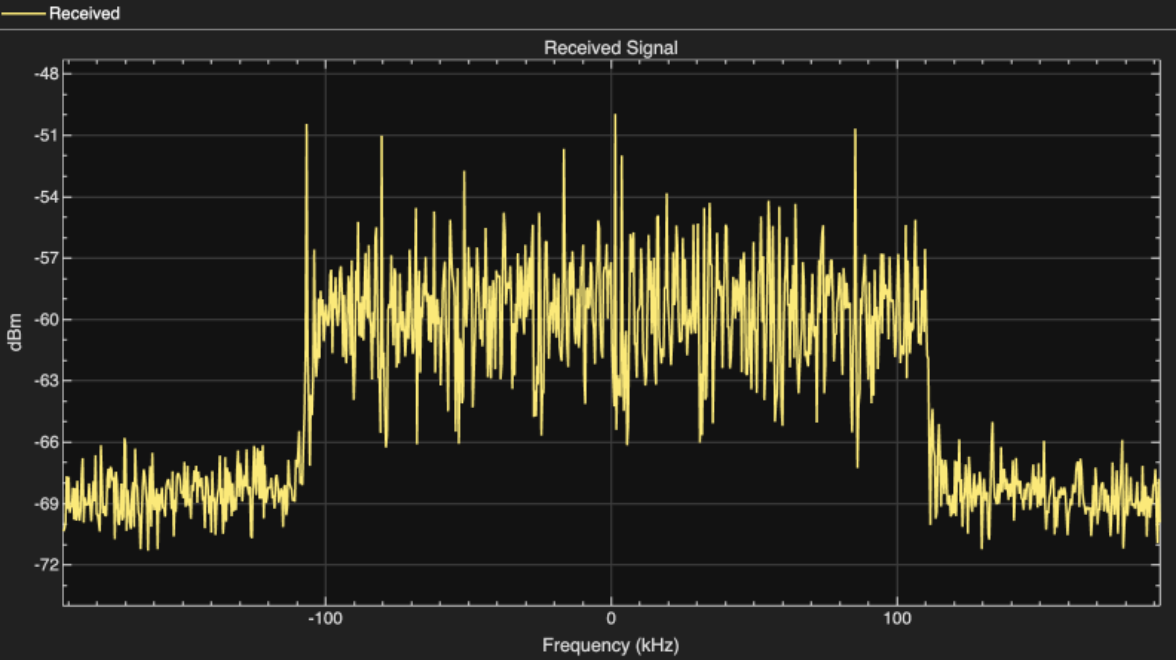 Received
Received Signal
-48
-51
-54
-57
-60
-63
-66
-69
-72
dBm
-100 0 100
Frequency (kHz)